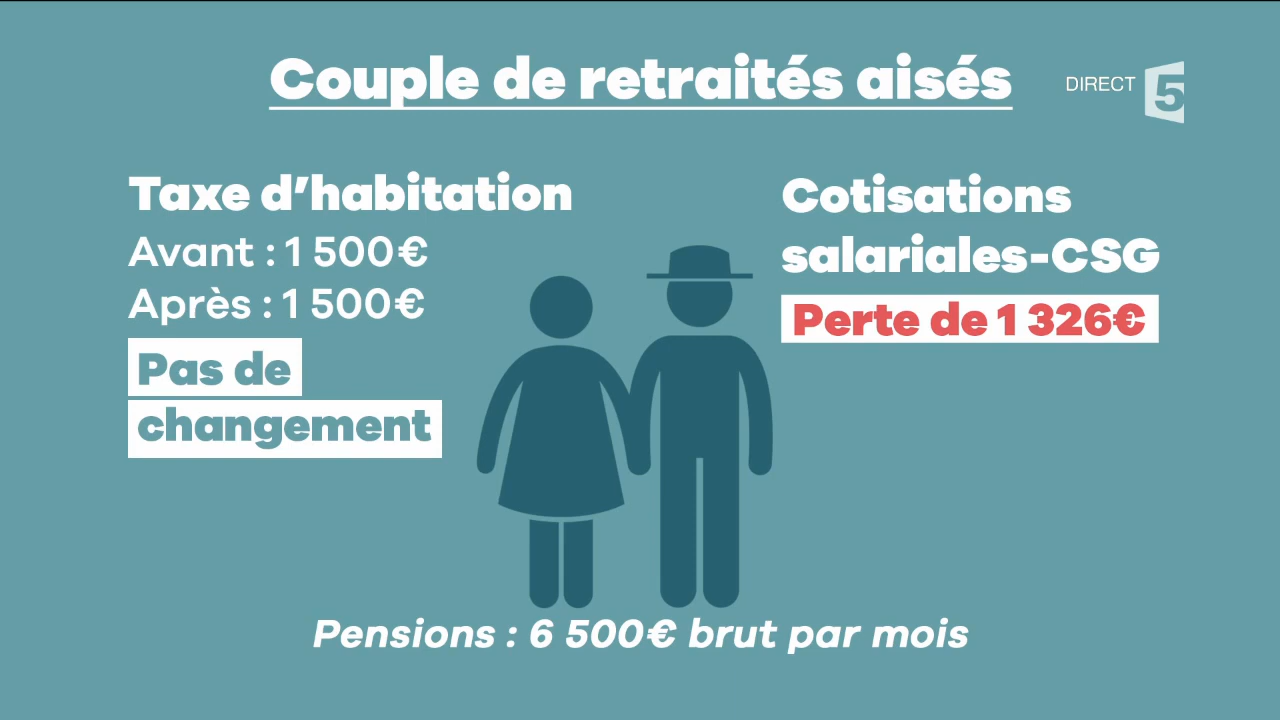 Couple de retraités aisés
DIRECT 5
Taxe d’habitation
Avant : 1 500€
Après : 1 500€
Pas de
changement
Cotisations
salariales-CSG
Perte de 1 326€
Pensions : 6 500€ brut par mois